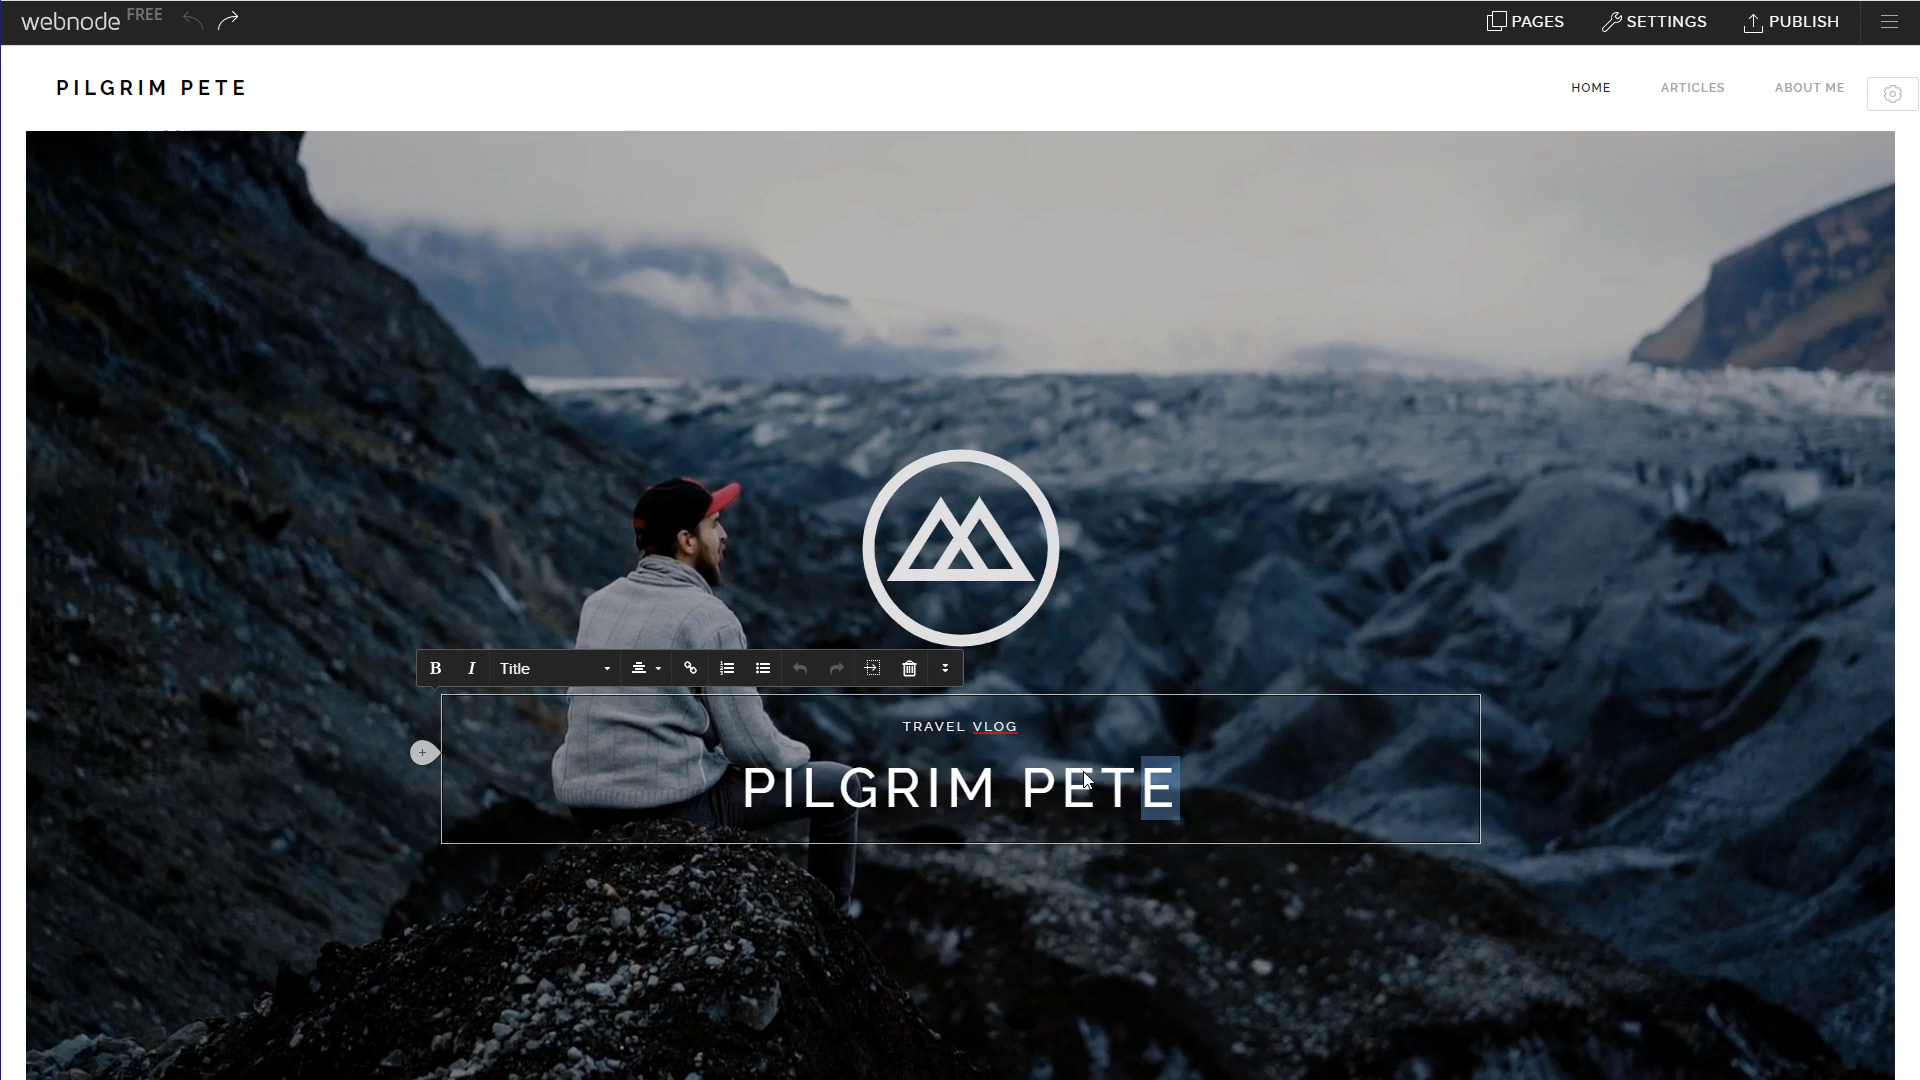 webnode FREE
PAGES
SETTINGS
PUBLISH
PILGRIM PETE
HOME
ARTICLES
ABOUT ME
B I Title
TRAVEL VLOG
PILGRIM PETE